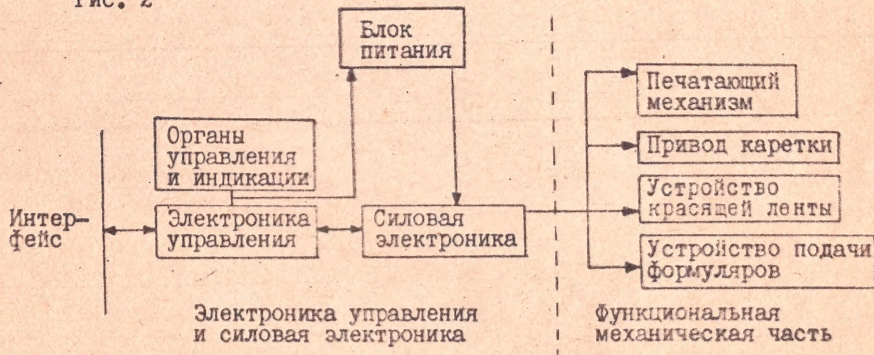 Рис. 2
Блок
питания
Печатающий
механизм
Органы
управления
и индикации
Привод каретки
Интер-
фейс
Электроника
управления
Силовая
электроника
Устройство
красящей ленты
Устройство подачи
формуляров
Электроника управления
и силовая электроника
Функциональная
механическая часть